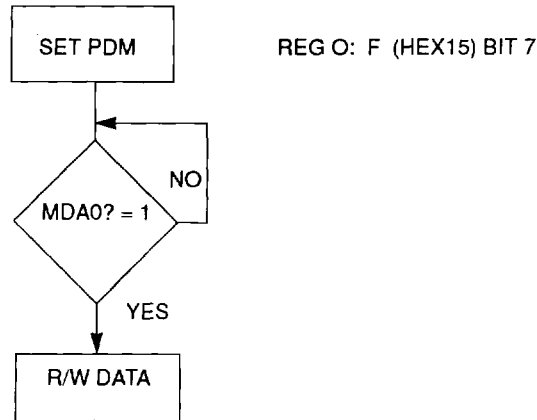 SET PDM
REG O: F (HEX15) BIT 7
NO
MDA0? = 1
YES
R/W DATA